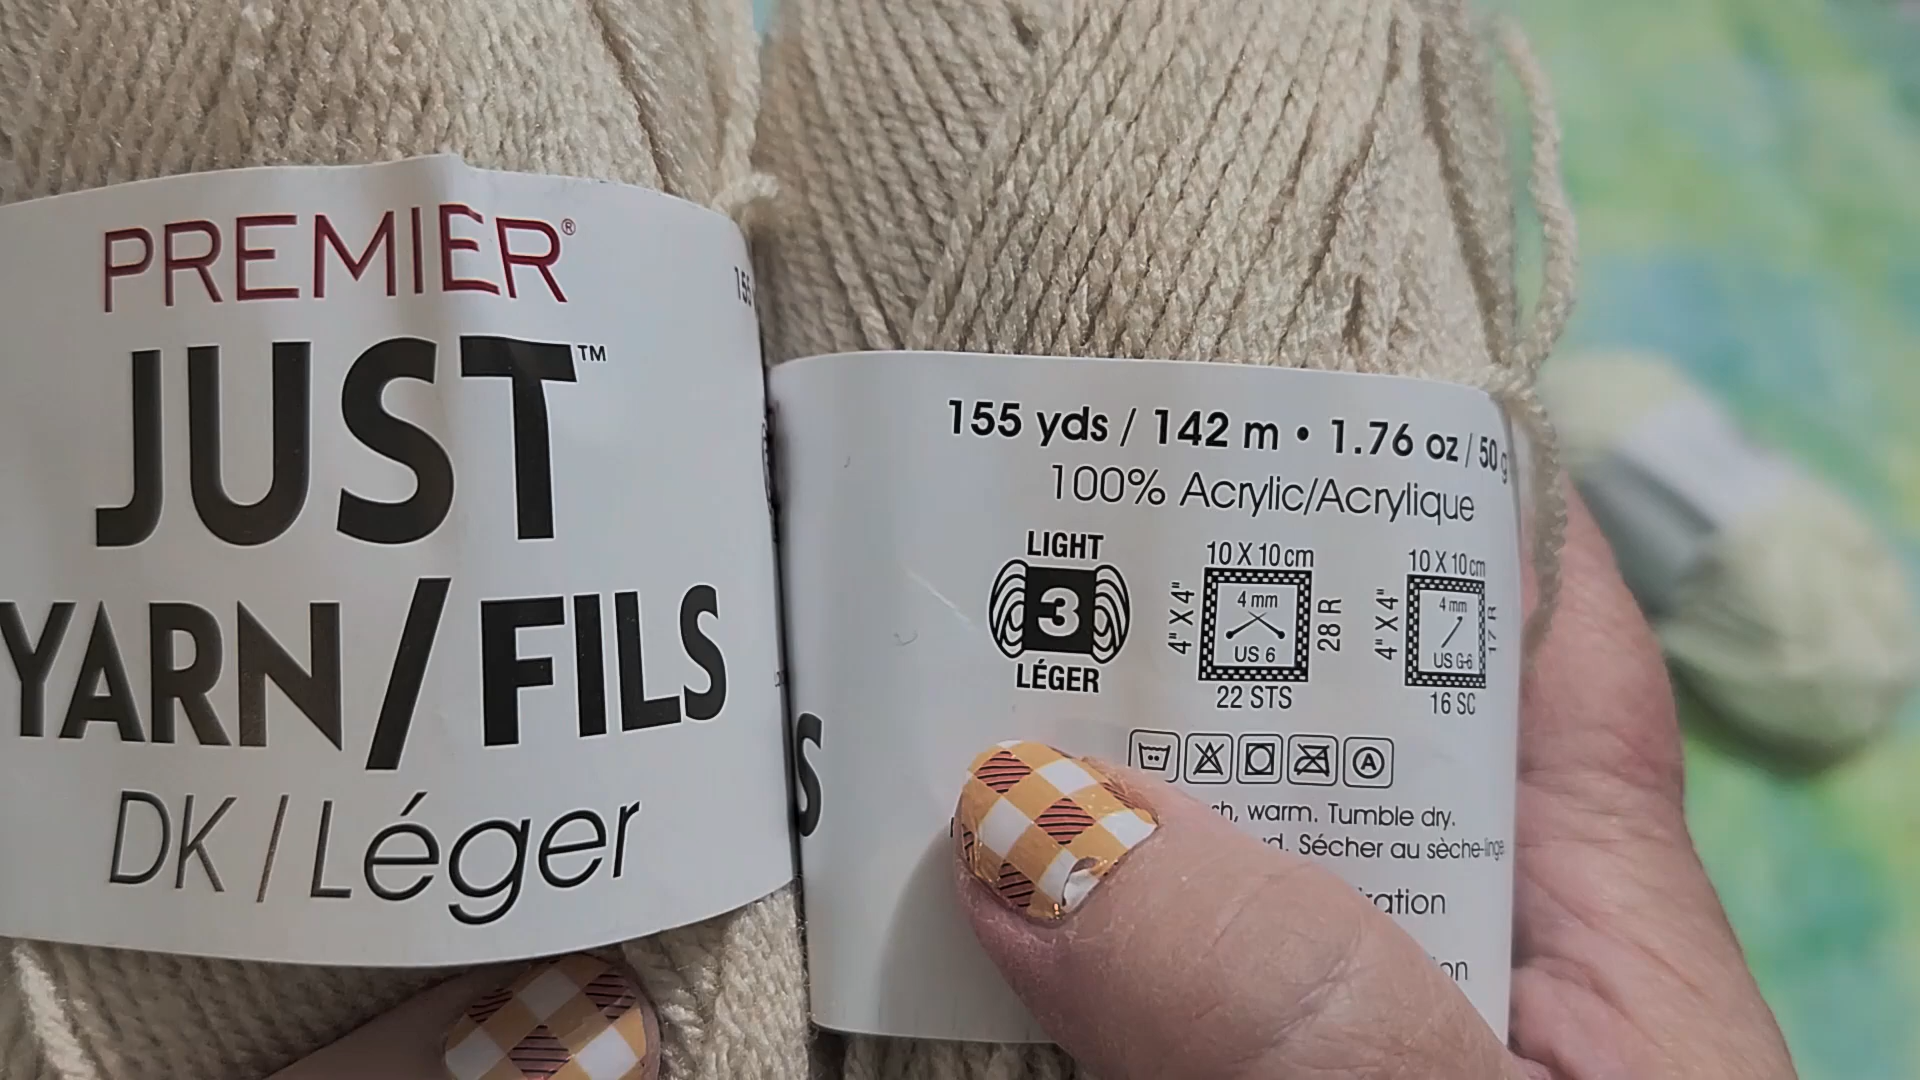 PREMIER®
JUST™
YARN/FILS
DK/Léger
155
S
155 yds / 142 m • 1.76 oz / 50 g
100% Acrylic/Acrylique
LIGHT
3
LÉGER
10 X 10 cm
4" X 4"
4 mm
US 6
28 R
22 STS
10 X 10 cm
4" X 4"
4 mm
US G-6
17 R
16 SC
A
warm. Tumble dry.
Sécher au sèche-linge